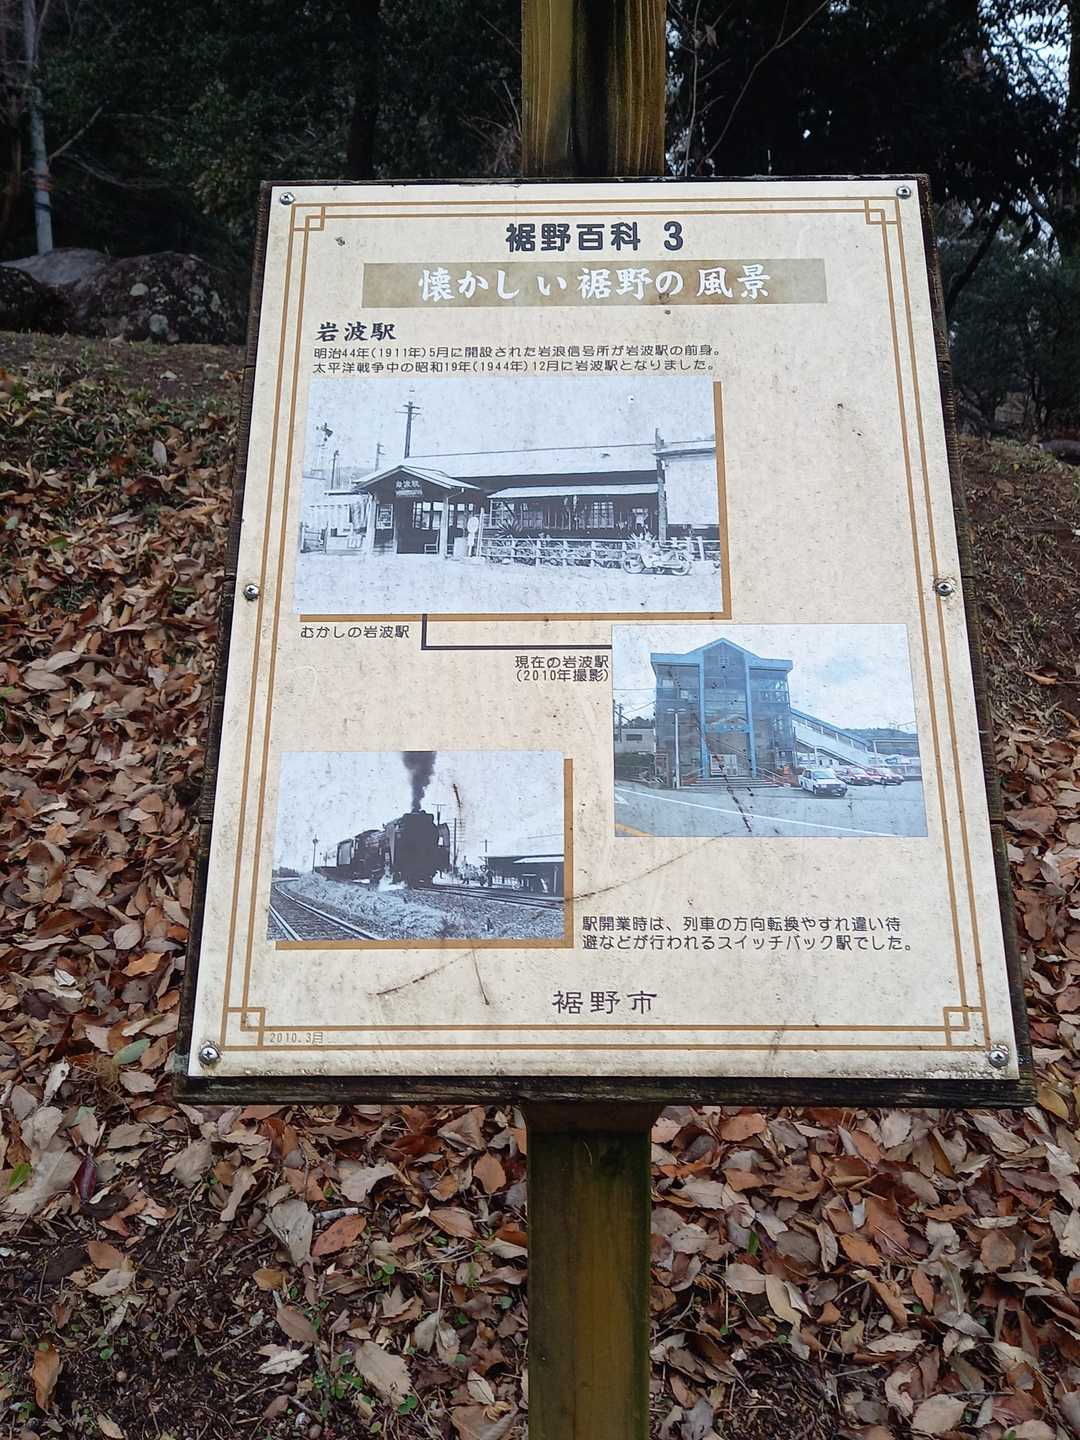 裾野百科 3
懐かしい裾野の風景
岩波駅
明治44年(1911年)5月に開設された岩浪信号所が岩波駅の前身。
太平洋戦争中の昭和19年(1944年)12月に岩波駅となりました。
岩波駅
むかしの岩波駅
現在の岩波駅
(2010年撮影)
駅開業時は、列車の方向転換やすれ違い待
避などが行われるスイッチバック駅でした。
裾野市
2010.3月